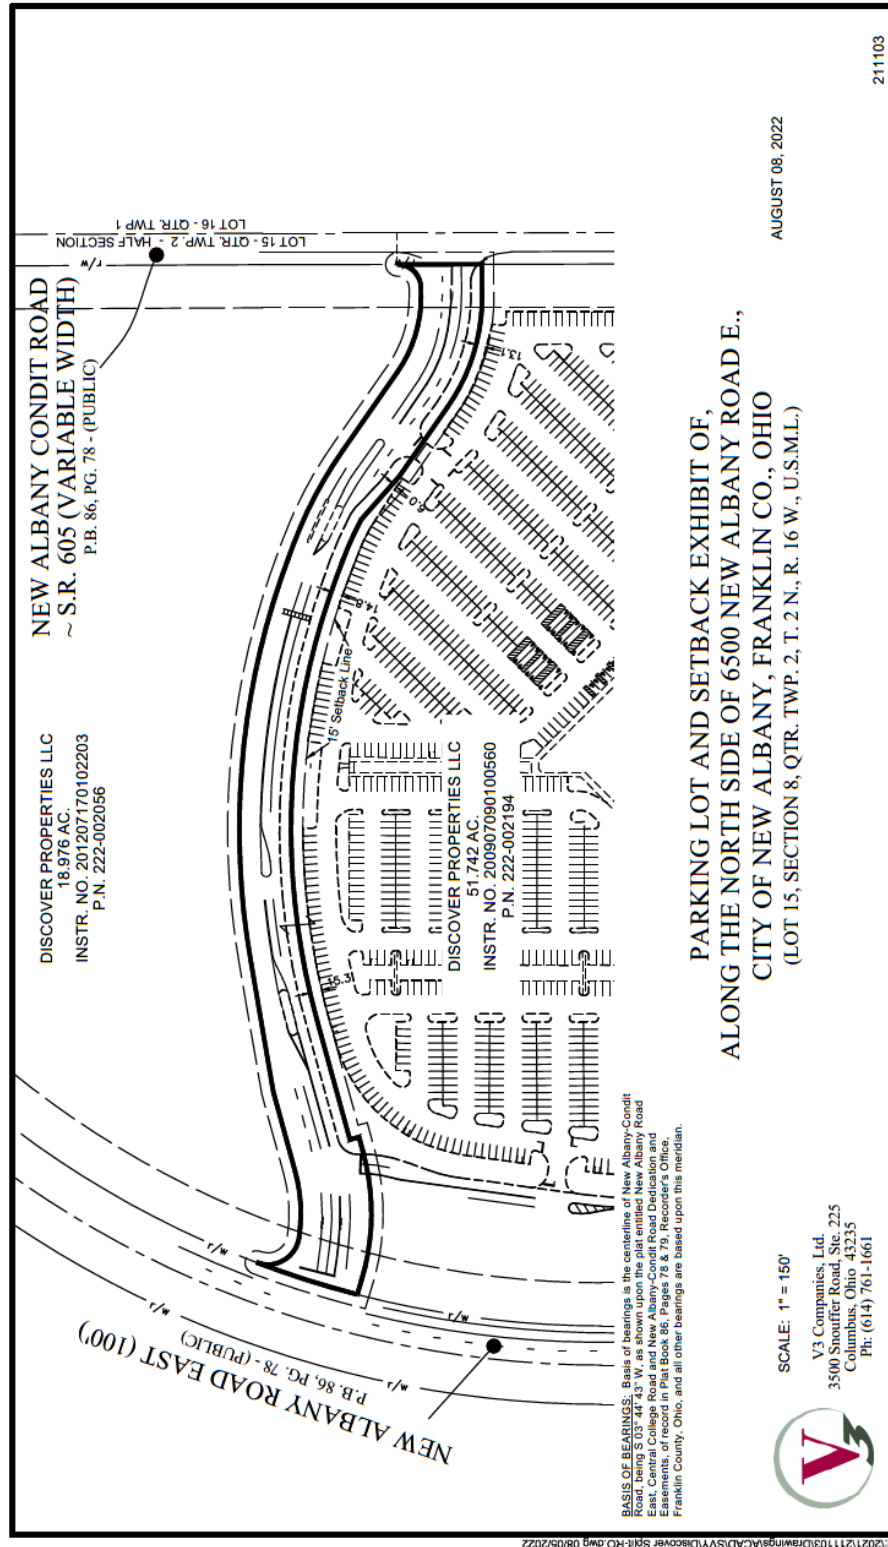 211103
AUGUST 08, 2022
LOT 16 - QTR. TWP 1
LOT 15 - QTR. TWP. 2 - HALF SECTION
r/w
NEW ALBANY CONDIT ROAD
~ S.R. 605 (VARIABLE WIDTH)
P.B. 86, PG. 78 - (PUBLIC)
13.1
6.0
14.8
15' Setback Line
15.3
DISCOVER PROPERTIES LLC
18.976 AC.
INSTR. NO. 201207170102203
P.N. 222-002056
DISCOVER PROPERTIES LLC
51.742 AC.
INSTR. NO. 200907090100560
P.N. 222-002194
r/w
r/w
r/w
r/w
NEW ALBANY ROAD EAST (100')
P.B. 86, PG. 78 - (PUBLIC)
PARKING LOT AND SETBACK EXHIBIT OF,
ALONG THE NORTH SIDE OF 6500 NEW ALBANY ROAD E.,
CITY OF NEW ALBANY, FRANKLIN CO., OHIO
(LOT 15, SECTION 8, QTR. TWP. 2, T. 2 N., R. 16 W., U.S.M.L.)
BASIS OF BEARINGS: Basis of bearings is the centerline of New Albany-Condit
Road, being S 03° 44' 43" W, as shown upon the plat entitled New Albany Road
East, Central College Road and New Albany-Condit Road Dedication and
Easements, of record in Plat Book 86, Pages 78 & 79, Recorder's Office,
Franklin County, Ohio, and all other bearings are based upon this meridian.
SCALE: 1" = 150'
V3 Companies, Ltd.
3500 Snouffer Road, Ste. 225
Columbus, Ohio 43235
Ph: (614) 761-1661
V3